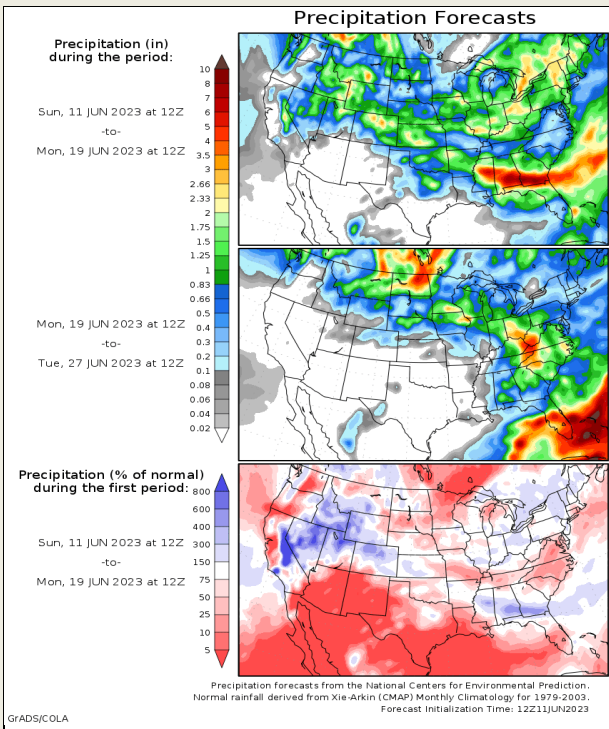 Precipitation Forecasts
Precipitation (in)
during the period:
Sun, 11 JUN 2023 at 12Z
-to-
Mon, 19 JUN 2023 at 12Z
10
8
7
6
5
4
3.5
3
2.66
2.33
2
1.75
1.5
1.25
1
0.83
0.66
0.5
0.4
0.3
0.2
0.1
0.08
0.06
0.04
0.02
Mon, 19 JUN 2023 at 12Z
-to-
Tue, 27 JUN 2023 at 12Z
Precipitation (% of normal)
during the first period:
Sun, 11 JUN 2023 at 12Z
-to-
Mon, 19 JUN 2023 at 12Z
800
600
400
300
150
75
50
25
10
5
Precipitation forecasts from the National Centers for Environmental Prediction.
Normal rainfall derived from Xie-Arkin (CMAP) Monthly Climatology for 1979-2003.
Forecast Initialization Time: 12Z11JUN2023
GrADS/COLA